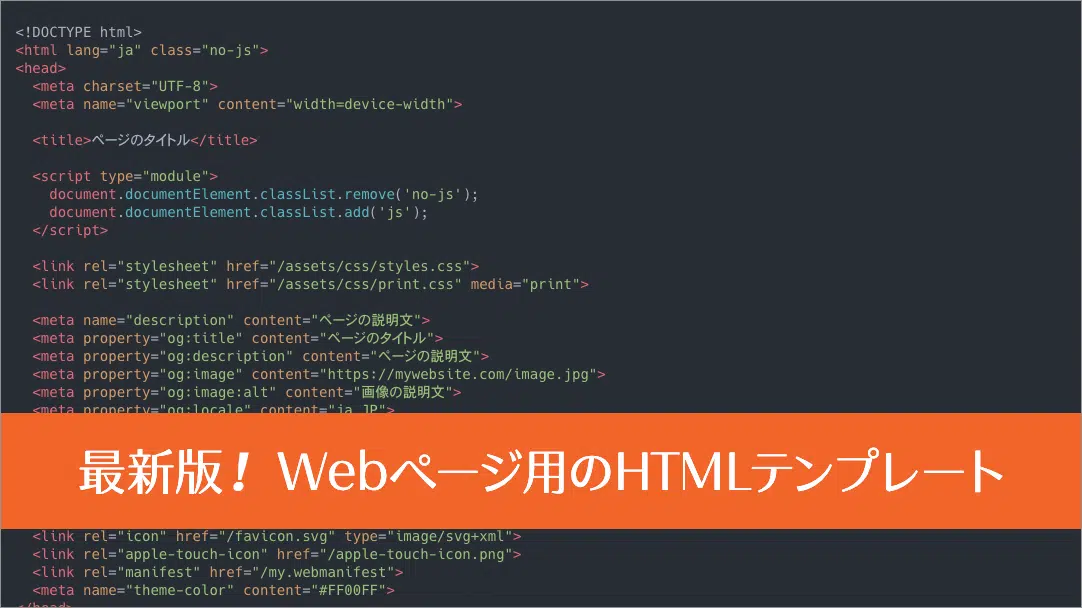 <!DOCTYPE html>
<html lang="ja" class="no-js">
<head>
<meta charset="UTF-8">
<meta name="viewport" content="width=device-width">
<title>ページのタイトル</title>
<script type="module">
document.documentElement.classList.remove('no-js');
document.documentElement.classList.add('js');
</script>
<link rel="stylesheet" href="/assets/css/styles.css">
<link rel="stylesheet" href="/assets/css/print.css" media="print">
<meta name="description" content="ページの説明文">
<meta property="og:title" content="ページのタイトル">
<meta property="og:description" content="ページの説明文">
<meta property="og:image" content="https://mywebsite.com/image.jpg">
<meta property="og:image:alt" content="画像の説明文">
<meta property="og:locale" content="ja_JP">
最新版！Webページ用のHTMLテンプレート
<link rel="icon" href="/favicon.svg" type="image/svg+xml">
<link rel="apple-touch-icon" href="/apple-touch-icon.png">
<link rel="manifest" href="/my.webmanifest">
<meta name="theme-color" content="#FF00FF">
</head>